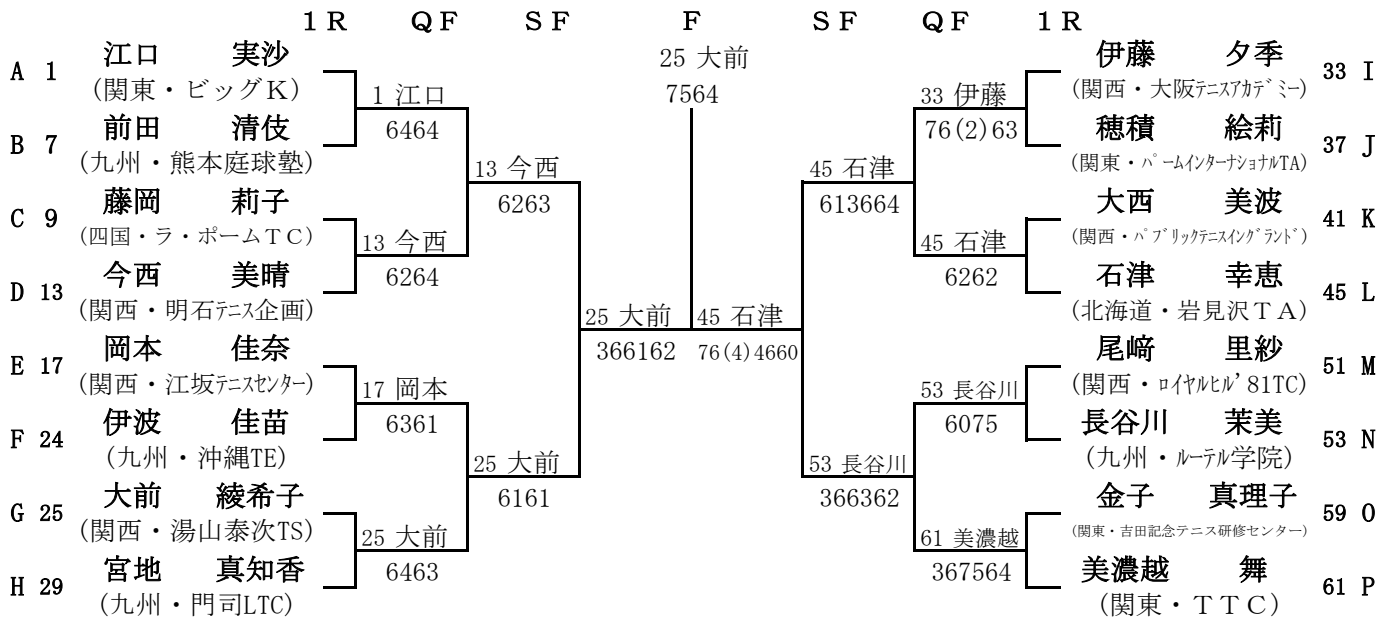 1R QF SF F SF QF 1R
A 1 江口 実沙
(関東・ビッグK)
B 7 前田 清伎
(九州・熊本庭球塾)
C 9 藤岡 莉子
(四国・ラ・ポームTC)
D 13 今西 美晴
(関西・明石テニス企画)
E 17 岡本 佳奈
(関西・江坂テニスセンター)
F 24 伊波 佳苗
(九州・沖縄TE)
G 25 大前 綾希子
(関西・湯山泰次TS)
H 29 宮地 真知香
(九州・門司LTC)
1 江口
6464
13 今西
6264
17 岡本
6361
25 大前
6463
13 今西
6263
25 大前
6161
25 大前
366162
25 大前
7564
45 石津
76(4)4660
45 石津
613664
53 長谷川
366362
33 伊藤
76(2)63
45 石津
6262
53 長谷川
6075
61 美濃越
367564
伊藤 夕季 33 I
(関西・大阪テニスアカデミー)
穂積 絵莉 37 J
(関東・パームインターナショナルTA)
大西 美波 41 K
(関西・パブリックテニスイングランド)
石津 幸恵 45 L
(北海道・岩見沢TA)
尾﨑 里紗 51 M
(関西・ロイヤルヒル'81TC)
長谷川 茉美 53 N
(九州・ルーテル学院)
金子 真理子 59 O
(関東・吉田記念テニス研修センター)
美濃越 舞 61 P
(関東・TTC)